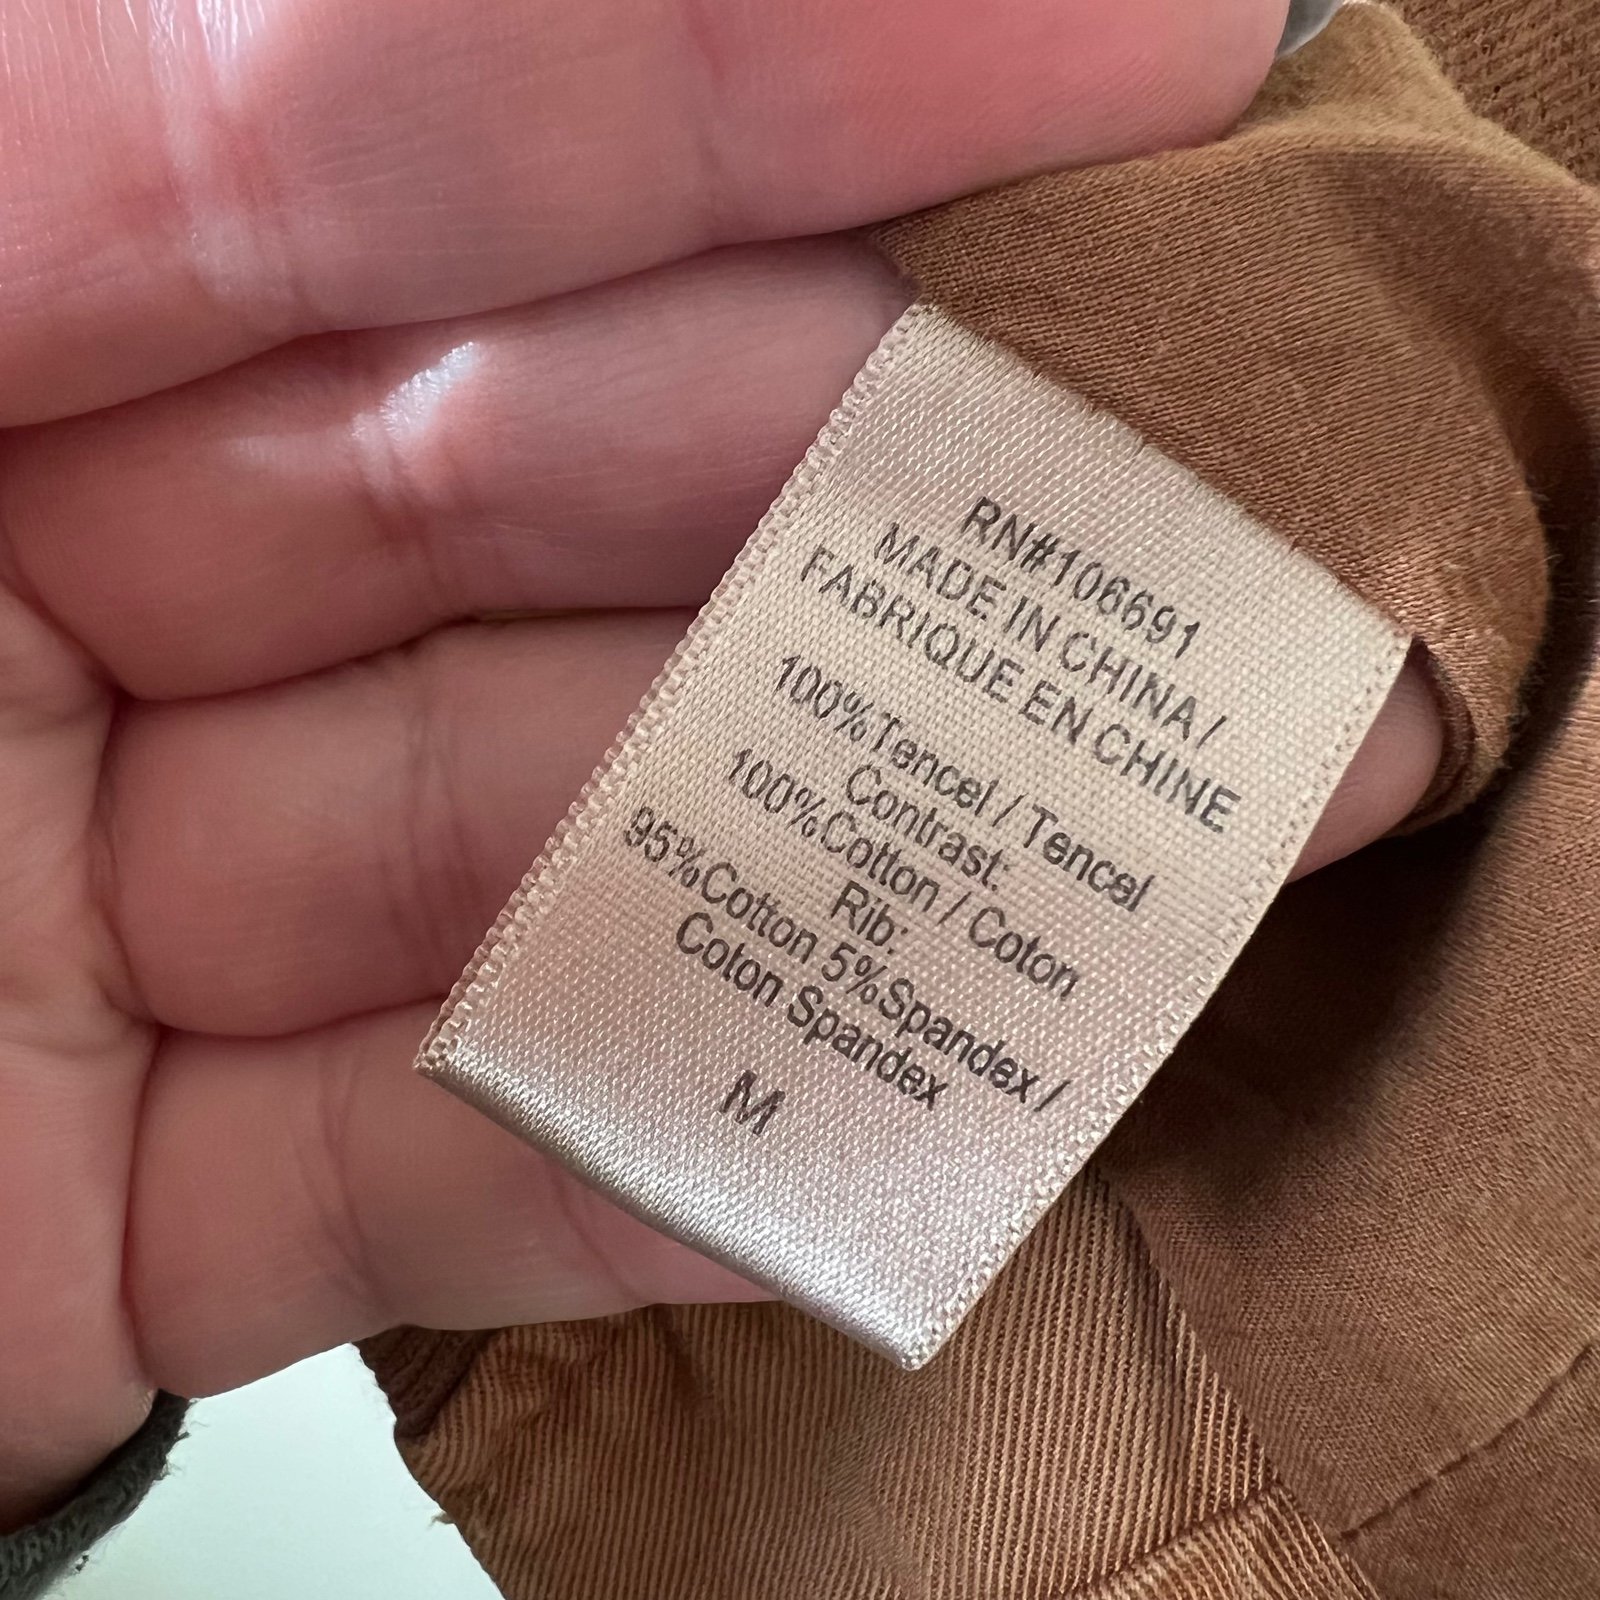 RN#106691
MADE IN CHINA /
FABRIQUE EN CHINE
100%Tencel / Tencel
Contrast:
100%Cotton / Coton
Rib:
95%Cotton 5%Spandex /
Coton Spandex
M